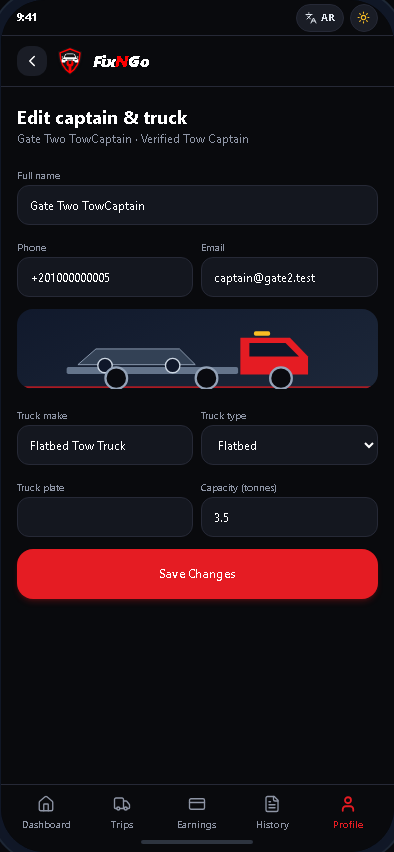 9:41
AR
FixNGo
Edit captain & truck
Gate Two TowCaptain · Verified Tow Captain
Full name
Gate Two TowCaptain
Phone
Email
+201000000005
captain@gate2.test
Truck make
Truck type
Flatbed Tow Truck
Flatbed
Truck plate
Capacity (tonnes)
3.5
Save Changes
Dashboard
Trips
Earnings
History
Profile